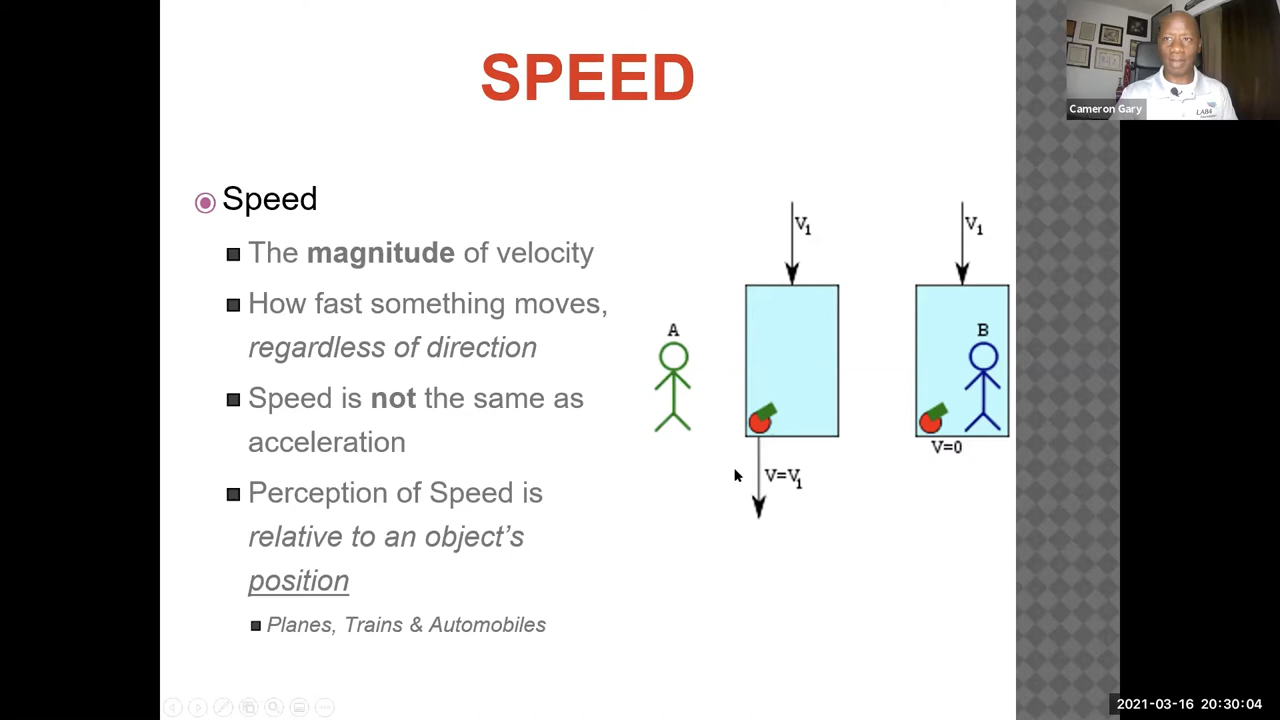 SPEED
Cameron Gary
LAB4
Speed
The magnitude of velocity
How fast something moves,
regardless of direction
Speed is not the same as
acceleration
Perception of Speed is
relative to an object's
position
Planes, Trains & Automobiles
V1
V1
A
B
V=0
V=V1
2021-03-16 20:30:04